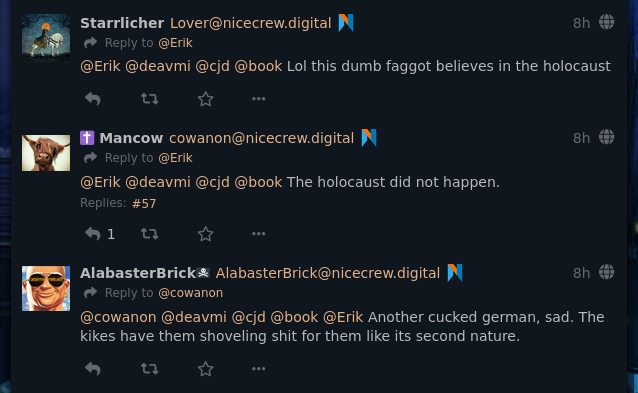 Starrlicher Lover@nicecrew.digital 8h
Reply to @Erik
@Erik @deavmi @cjd @book Lol this dumb faggot believes in the holocaust
✝ Mancow cowanon@nicecrew.digital 8h
Reply to @Erik
@Erik @deavmi @cjd @book The holocaust did not happen.
Replies: #57
1
AlabasterBrick☠ AlabasterBrick@nicecrew.digital 8h
Reply to @cowanon
@cowanon @deavmi @cjd @book @Erik Another cucked german, sad. The
kikes have them shoveling shit for them like its second nature.